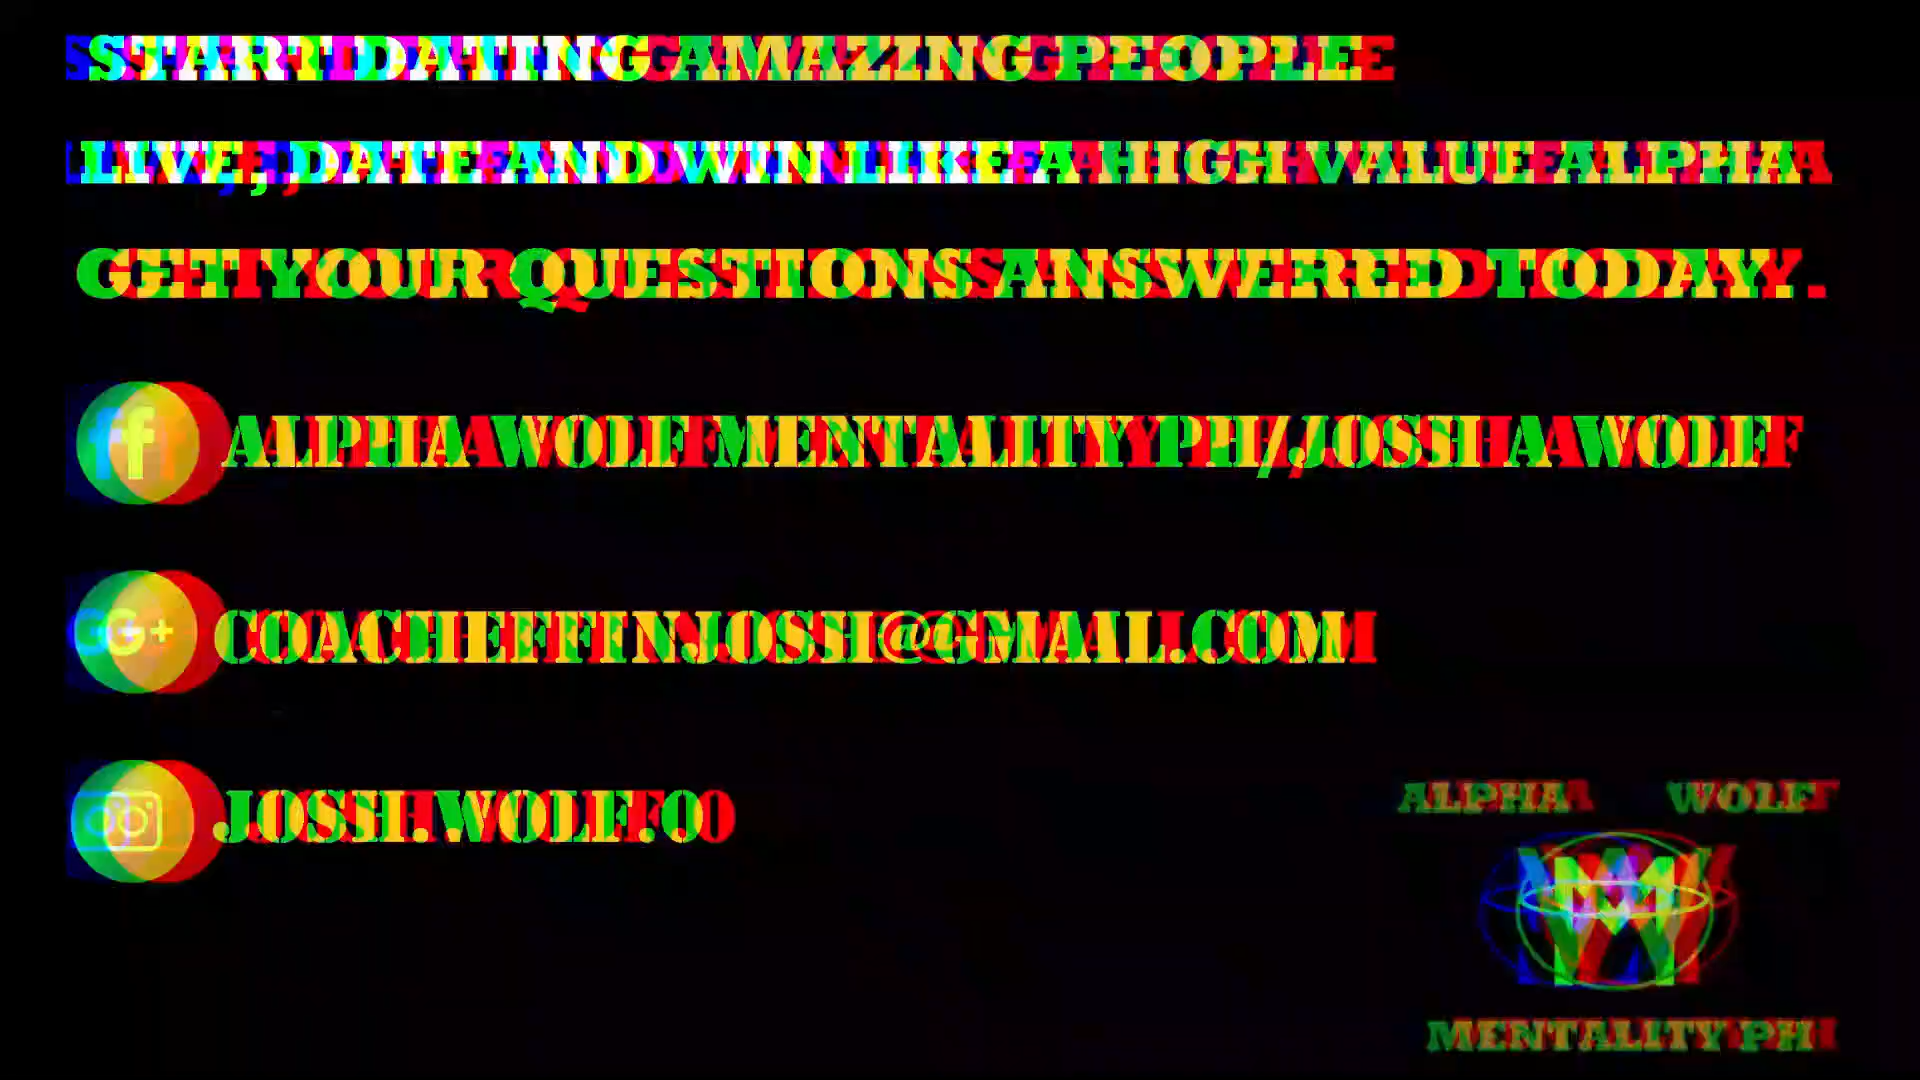 START DATING AMAZING PEOPLE
LIVE, DATE AND WIN LIKE A HIGH VALUE ALPHA
GET YOUR QUESTIONS ANSWERED TODAY.
f ALPHA WOLF MENTALITY PH/JOSH A WOLF
G+ COACHEFFINJOSH@GMAIL.COM
JOSH.WOLF.O
ALPHA WOLF
MENTALITY PH